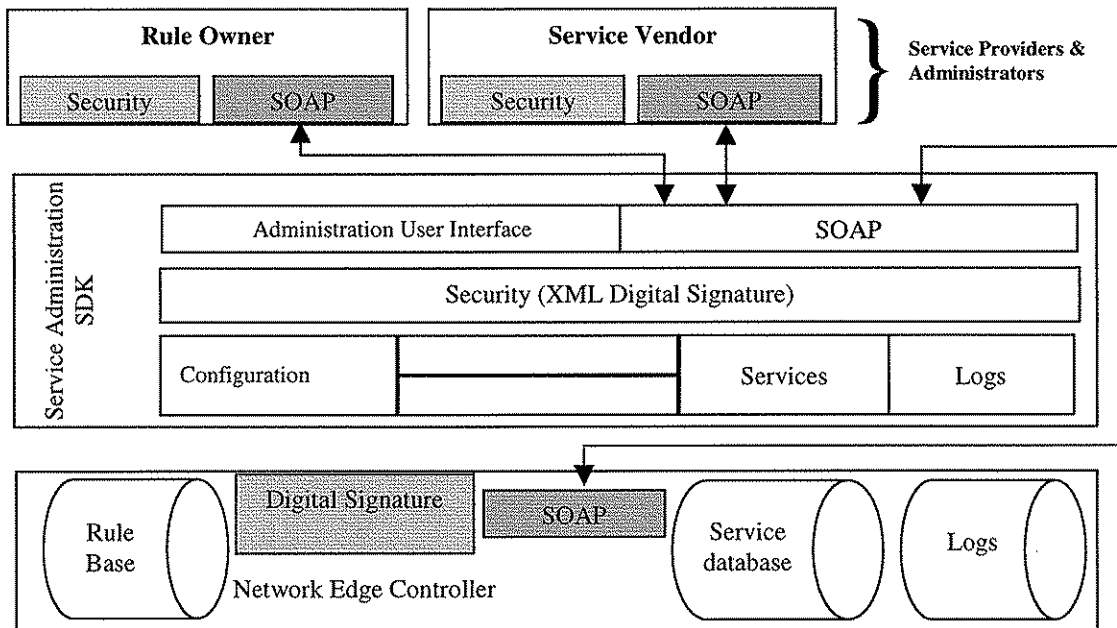 Rule Owner
Security
SOAP
Service Vendor
Security
SOAP
Service Providers &
Administrators
Service Administration
SDK
Administration User Interface
SOAP
Security (XML Digital Signature)
Configuration
Services
Logs
Rule
Base
Digital Signature
SOAP
Network Edge Controller
Service
database
Logs